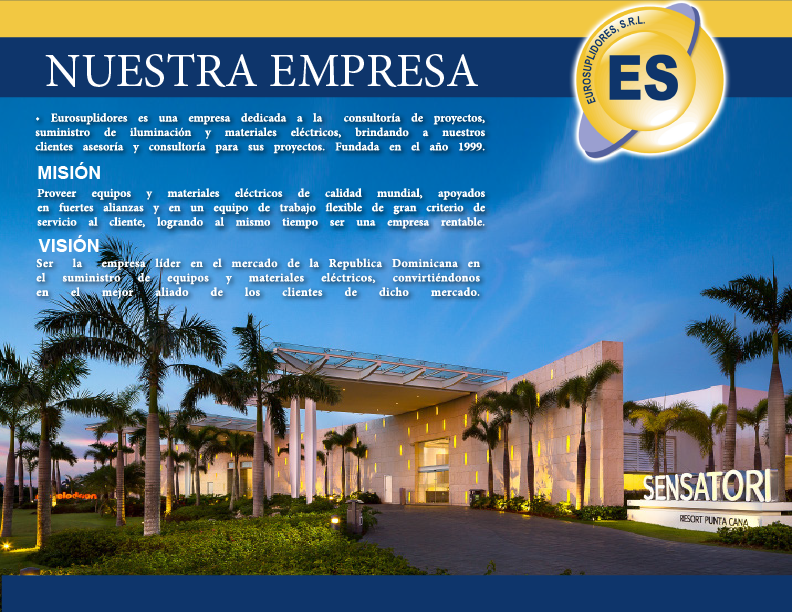 EUROSUPLIDORES, S.R.L.
ES
NUESTRA EMPRESA
• Eurosuplidores es una empresa dedicada a la consultoría de proyectos,
suministro de iluminación y materiales eléctricos, brindando a nuestros
clientes asesoría y consultoría para sus proyectos. Fundada en el año 1999.
MISIÓN
Proveer equipos y materiales eléctricos de calidad mundial, apoyados
en fuertes alianzas y en un equipo de trabajo flexible de gran criterio de
servicio al cliente, logrando al mismo tiempo ser una empresa rentable.
VISIÓN
Ser la empresa líder en el mercado de la Republica Dominicana en
el suministro de equipos y materiales eléctricos, convirtiéndonos
en el mejor aliado de los clientes de dicho mercado.
SENSATORI
RESORT PUNTA CANA